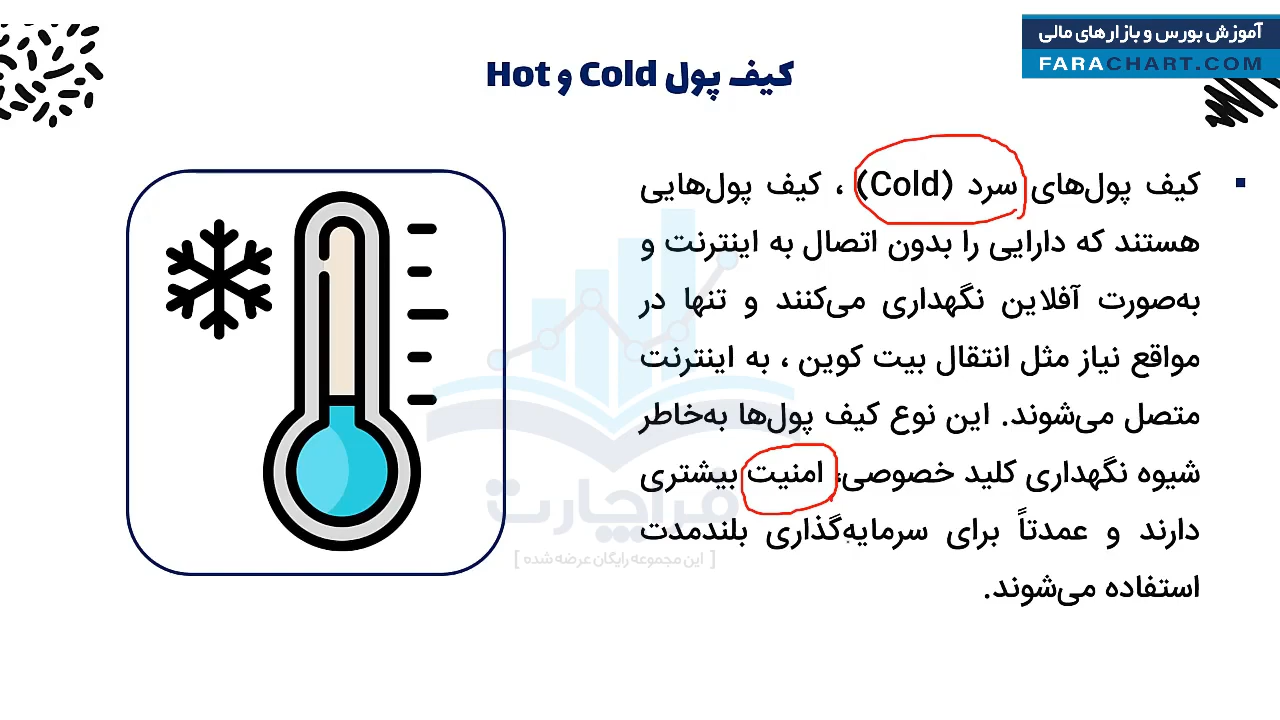 آموزش بورس و بازارهای مالی
FARACHART.COM
کیف پول Cold و Hot
▪ کیف پول‌های سرد (Cold) ، کیف پول‌هایی
هستند که دارایی را بدون اتصال به اینترنت و
به‌صورت آفلاین نگهداری می‌کنند و تنها در
مواقع نیاز مثل انتقال بیت کوین ، به اینترنت
متصل می‌شوند. این نوع کیف پول‌ها به‌خاطر
شیوه نگهداری کلید خصوصی، امنیت بیشتری
دارند و عمدتاً برای سرمایه‌گذاری بلندمدت
استفاده می‌شوند.
فراچارت
[ این مجموعه رایگان عرضه شده ]